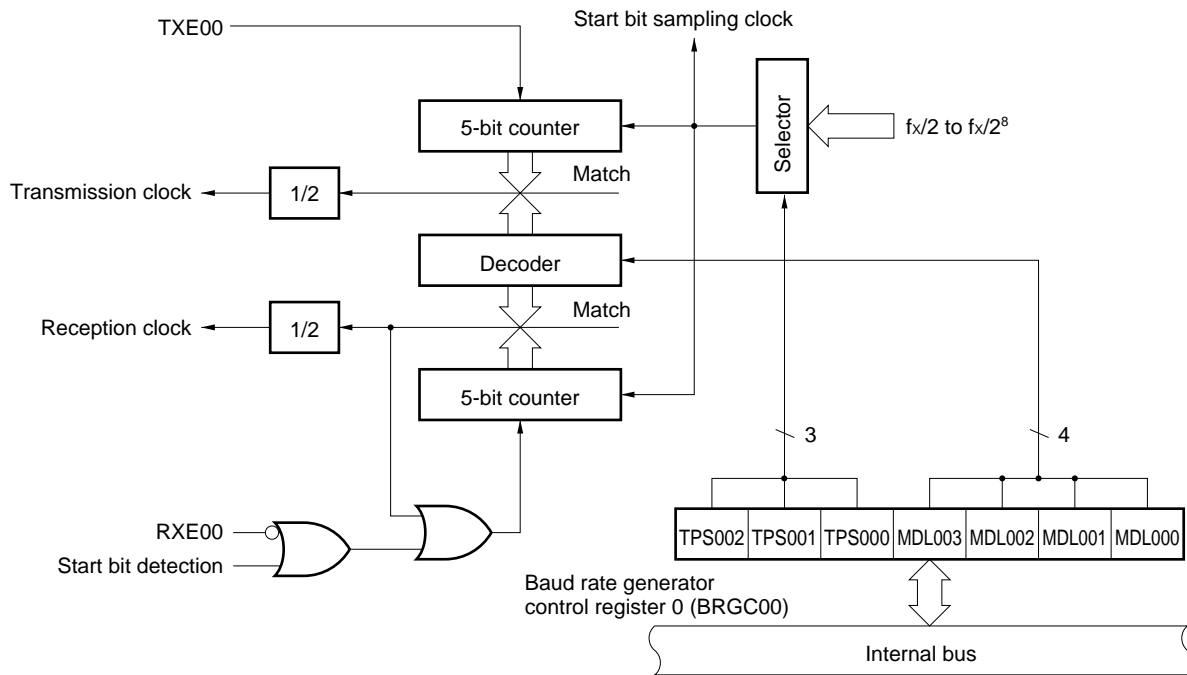 Start bit sampling clock
TXE00
5-bit counter
Selector
fx/2 to fx/2⁸
Match
Transmission clock
1/2
Decoder
Match
Reception clock
1/2
5-bit counter
3
4
RXE00
Start bit detection
TPS002 TPS001 TPS000 MDL003 MDL002 MDL001 MDL000
Baud rate generator
control register 0 (BRGC00)
Internal bus